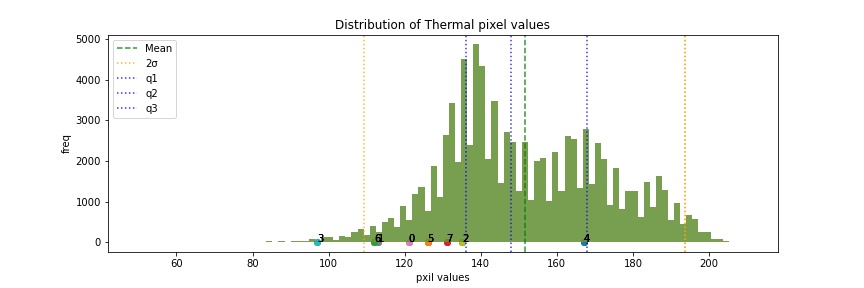 Distribution of Thermal pixel values
Mean
2σ
q1
q2
q3
5000
4000
3000
2000
1000
0
freq
3 0 5 7 2 4
60 80 100 120 140 160 180 200
pxil values